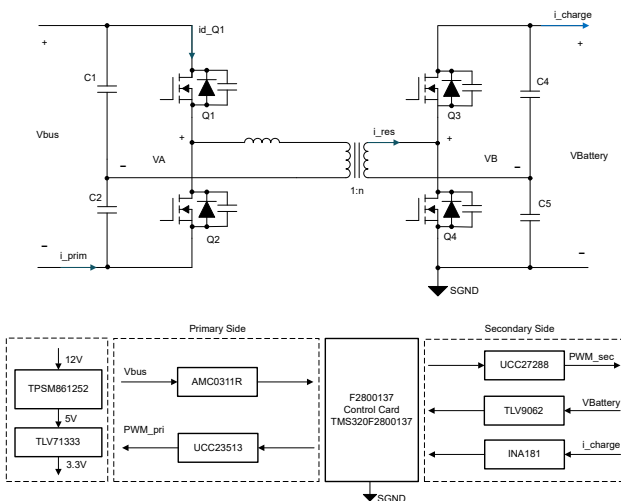 id_Q1
i_charge
+
+
C1
Q1
Q3
C4
Vbus
+
i_res
+
VA
−
VB
−
VBattery
1:n
C2
Q2
Q4
C5
−
i_prim
−
SGND
Primary Side
Secondary Side
12V
TPSM861252
5V
TLV71333
3.3V
Vbus
AMC0311R
PWM_pri
UCC23513
F2800137
Control Card
TMS320F2800137
SGND
UCC27288
PWM_sec
TLV9062
VBattery
INA181
i_charge